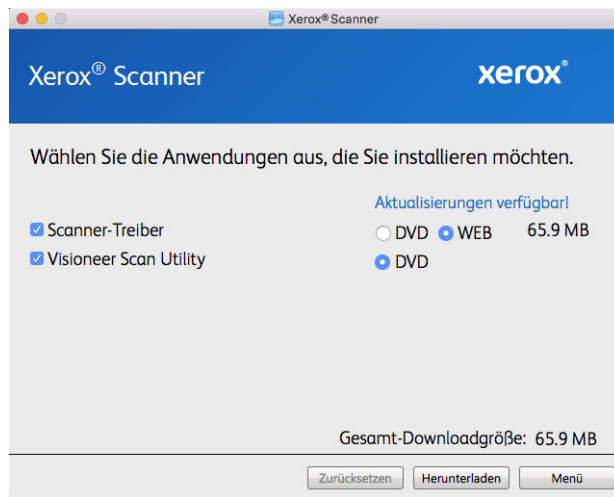 Xerox® Scanner
Xerox® Scanner
xerox®
Wählen Sie die Anwendungen aus, die Sie installieren möchten.
Aktualisierungen verfügbar!
Scanner-Treiber DVD WEB 65.9 MB
Visioneer Scan Utility DVD
Gesamt-Downloadgröße: 65.9 MB
Zurücksetzen Herunterladen Menü